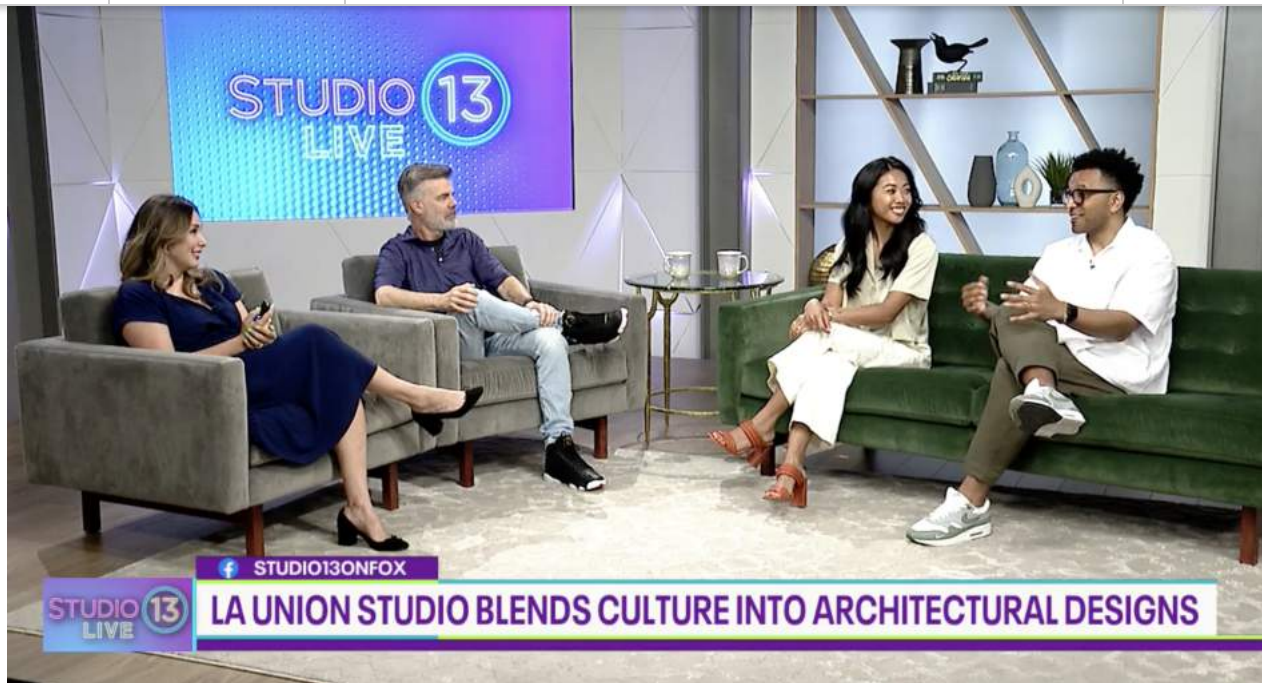 STUDIO 13
LIVE
STUDIO13ONFOX
STUDIO 13
LIVE
LA UNION STUDIO BLENDS CULTURE INTO ARCHITECTURAL DESIGNS